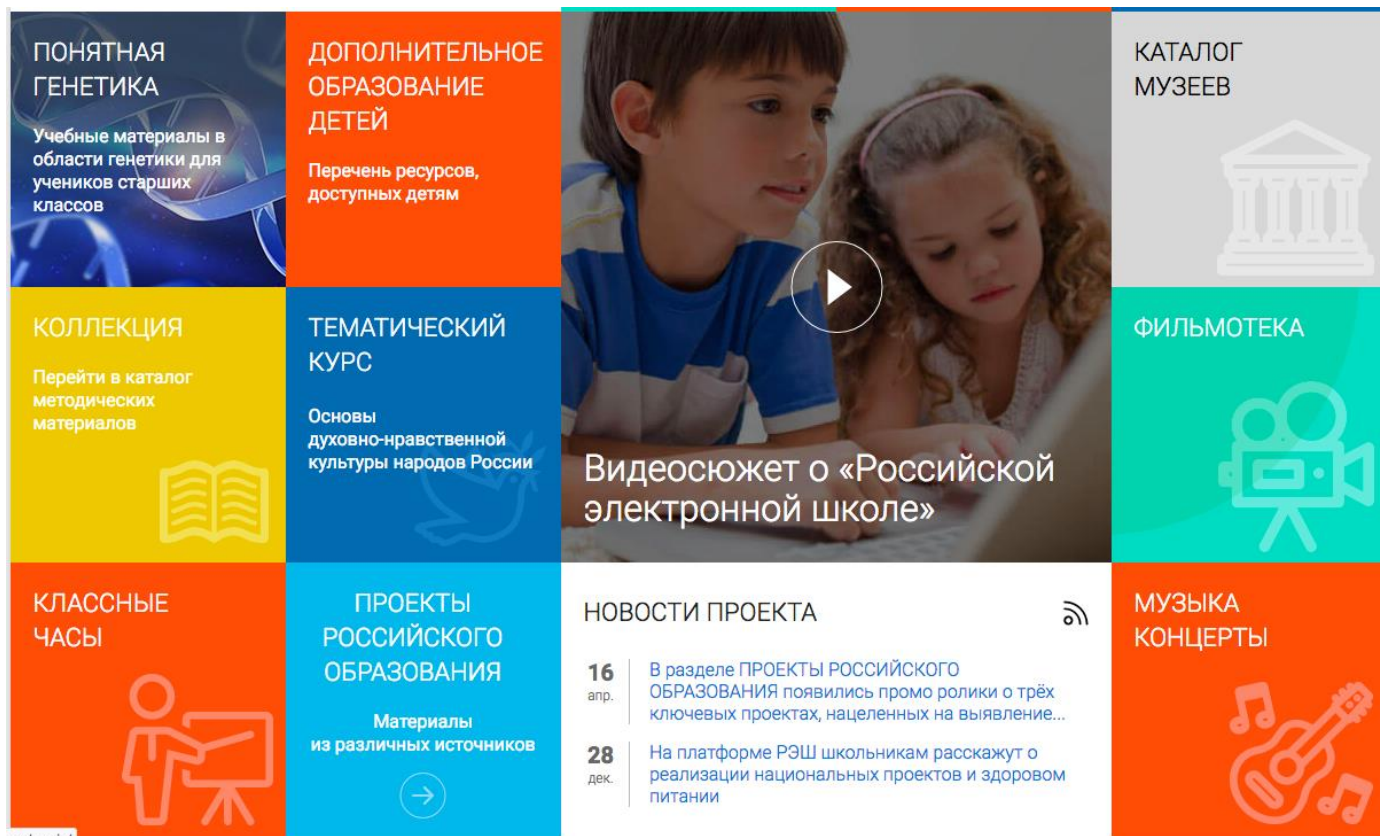 ПОНЯТНАЯ
ГЕНЕТИКА
Учебные материалы в
области генетики для
учеников старших
классов
ДОПОЛНИТЕЛЬНОЕ
ОБРАЗОВАНИЕ
ДЕТЕЙ
Перечень ресурсов,
доступных детям
КАТАЛОГ
МУЗЕЕВ
КОЛЛЕКЦИЯ
Перейти в каталог
методических
материалов
ТЕМАТИЧЕСКИЙ
КУРС
Основы
духовно-нравственной
культуры народов России
Видеосюжет о «Российской
электронной школе»
ФИЛЬМОТЕКА
КЛАССНЫЕ
ЧАСЫ
ПРОЕКТЫ
РОССИЙСКОГО
ОБРАЗОВАНИЯ
Материалы
из различных источников
НОВОСТИ ПРОЕКТА
16
апр.
В разделе ПРОЕКТЫ РОССИЙСКОГО
ОБРАЗОВАНИЯ появились промо ролики о трёх
ключевых проектах, нацеленных на выявление...
28
дек.
На платформе РЭШ школьникам расскажут о
реализации национальных проектов и здоровом
питании
МУЗЫКА
КОНЦЕРТЫ